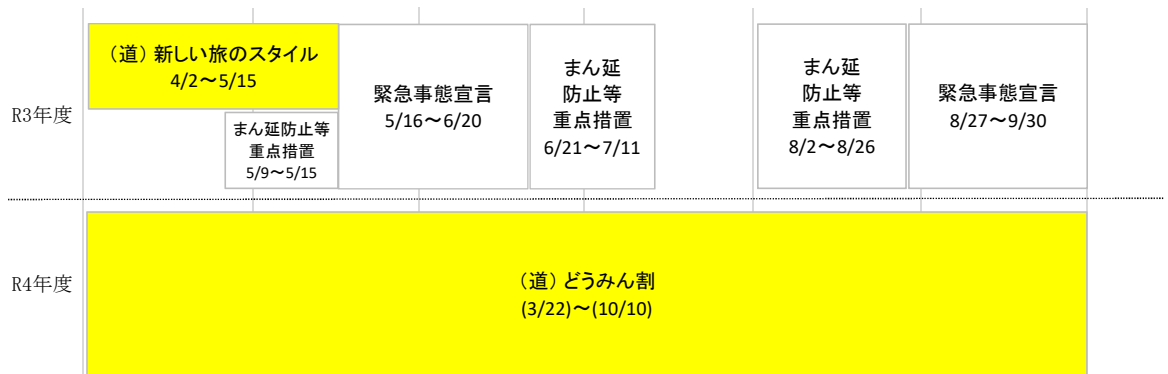 R3年度
（道）新しい旅のスタイル
4/2～5/15
まん延防止等
重点措置
5/9～5/15
緊急事態宣言
5/16～6/20
まん延
防止等
重点措置
6/21～7/11
まん延
防止等
重点措置
8/2～8/26
緊急事態宣言
8/27～9/30
R4年度
（道）どうみん割
(3/22)～(10/10)